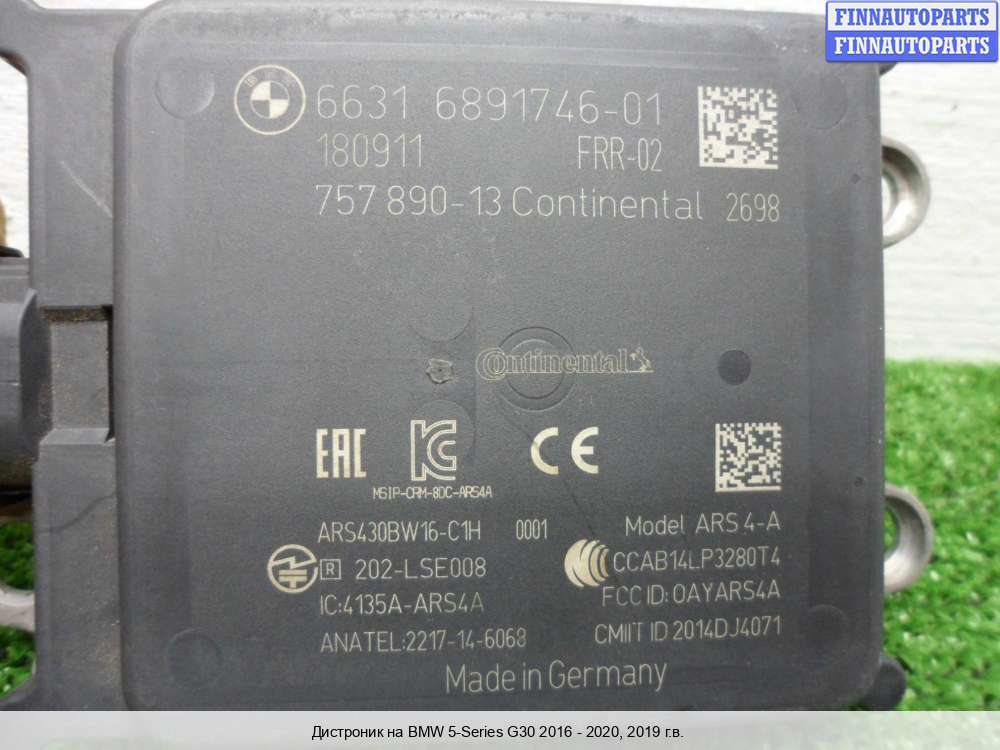 FINNAUTOPARTS
FINNAUTOPARTS
6631 6891746-01
180911 FRR-02
757 890-13 Continental 2698
Continental
EAC KC CE
MSIP-CRM-8DC-ARS4A
ARS430BW16-C1H 0001 Model ARS 4-A
R 202-LSE008 CCAB14LP3280T4
IC:4135A-ARS4A FCC ID: OAYARS4A
ANATEL:2217-14-6068 CMIIT ID 2014DJ4071
Made in Germany
Дистроник на BMW 5-Series G30 2016 - 2020, 2019 г.в.